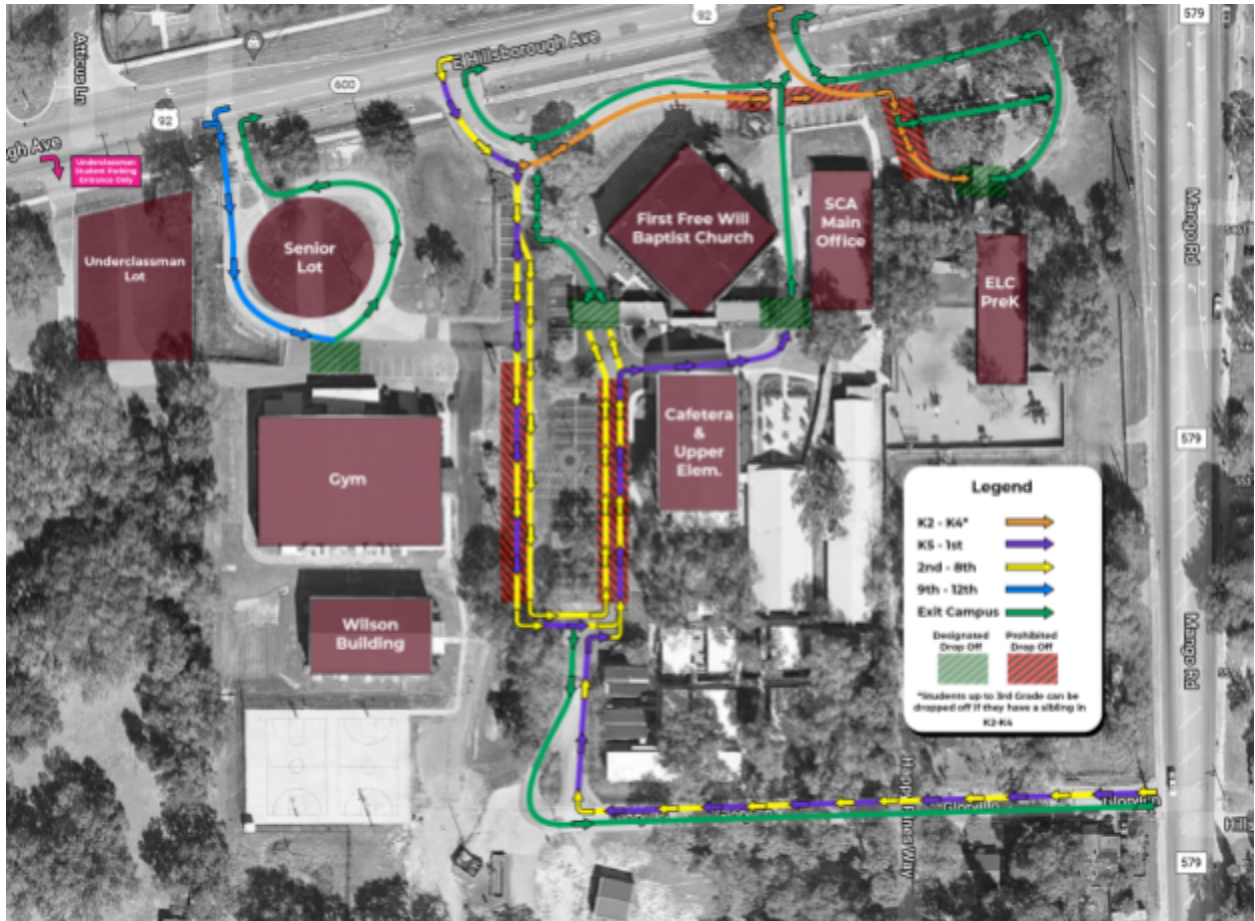 92
579
Atticus Ln
E Hillsborough Ave
600
92
gh Ave
Underclassman
Student Parking
Entrance Only
Mango Rd
First Free Will
Baptist Church
SCA
Main
Office
Senior
Lot
Underclassman
Lot
ELC
PreK
Cafetera
&
Upper
Elem.
579
Gym
Legend
K2 - K4*
K5 - 1st
2nd - 8th
9th - 12th
Exit Campus
Designated
Drop Off
Prohibited
Drop Off
*Students up to 3rd Grade can be
dropped off if they have a sibling in
K2-K4
Wilson
Building
Mango Rd
579